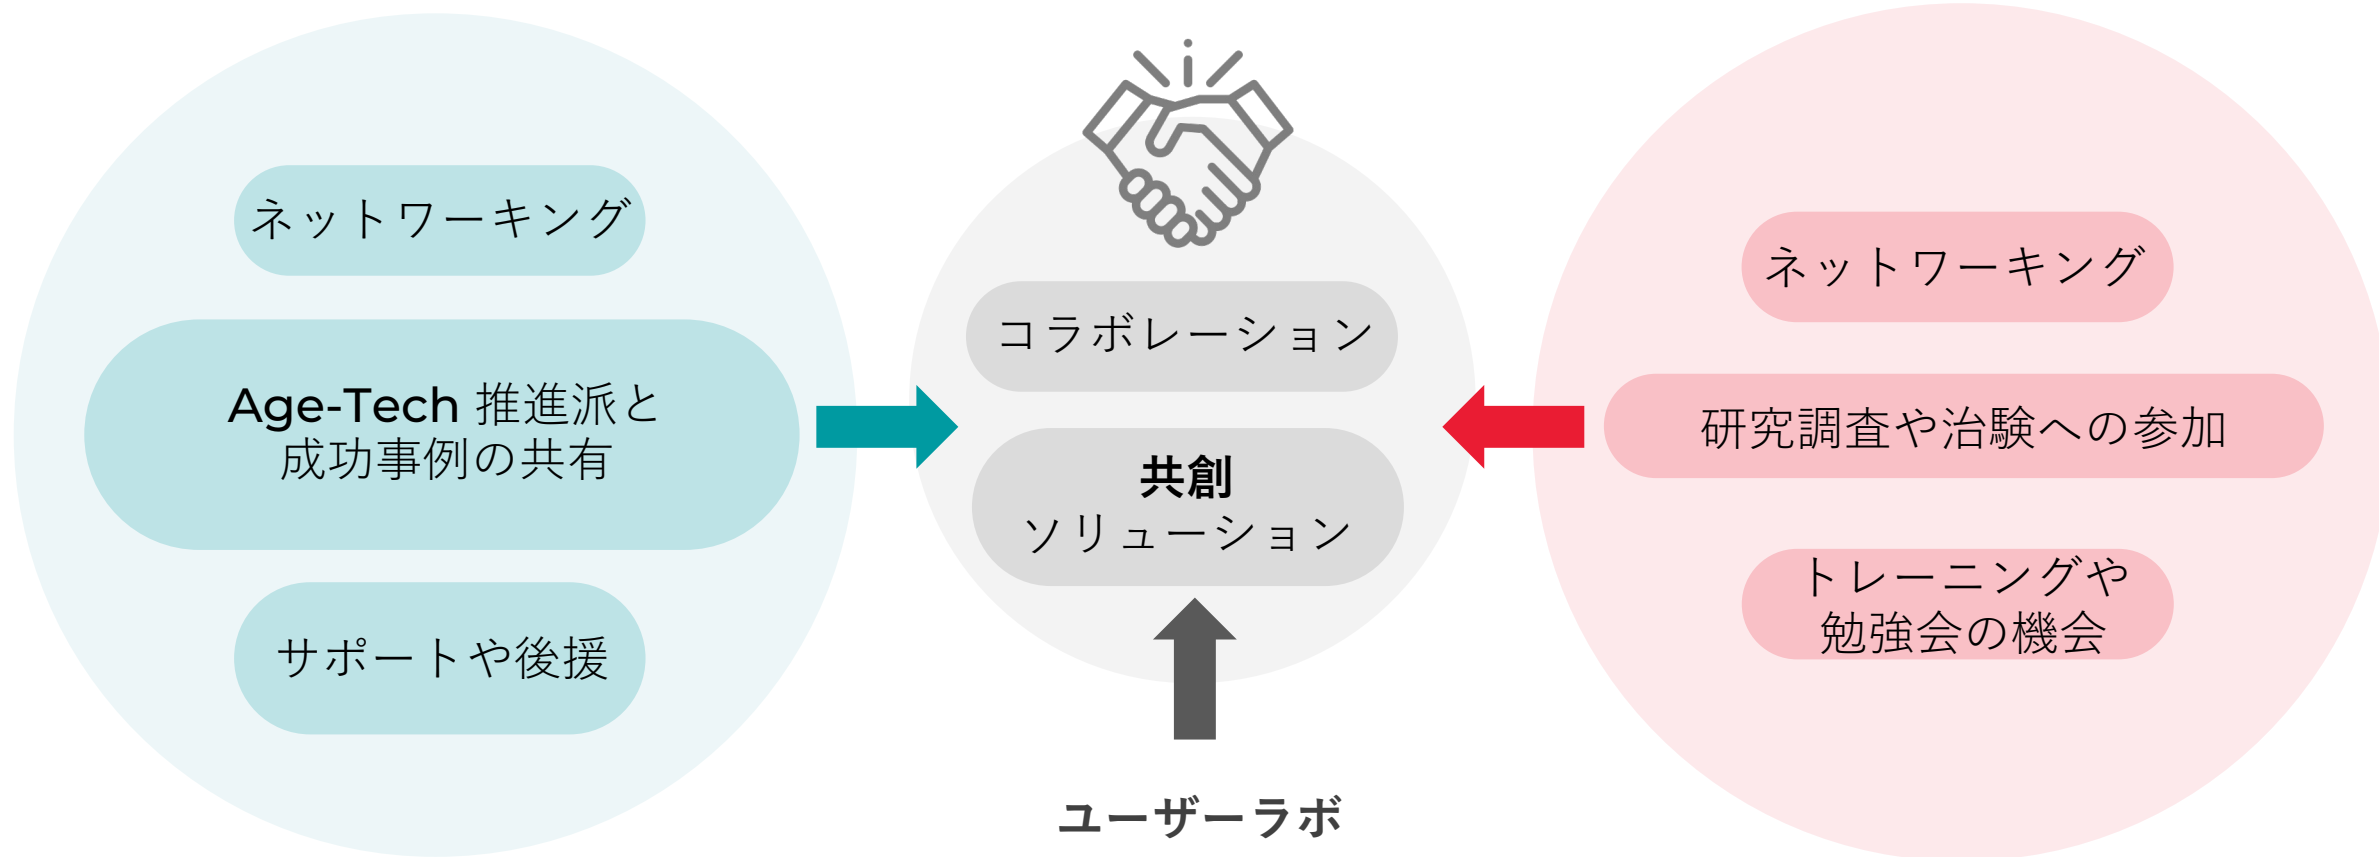 ネットワーキング
Age-Tech 推進派と
成功事例の共有
サポートや後援
コラボレーション
共創
ソリューション
ユーザーラボ
ネットワーキング
研究調査や治験への参加
トレーニングや
勉強会の機会